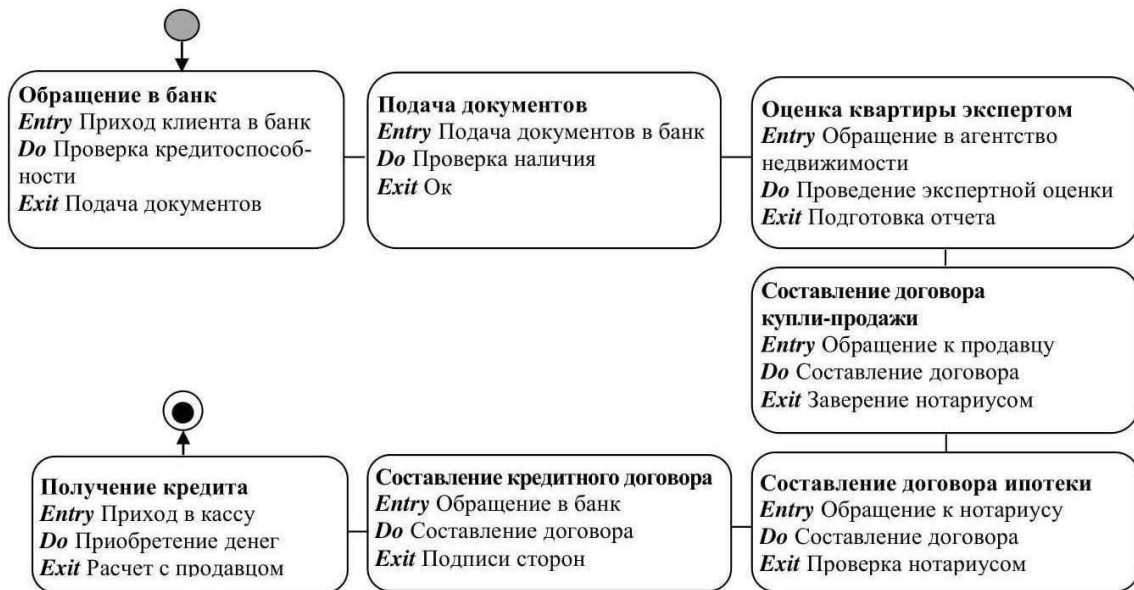 Обращение в банк
Entry Приход клиента в банк
Do Проверка кредитоспособ-
ности
Exit Подача документов
Подача документов
Entry Подача документов в банк
Do Проверка наличия
Exit Ок
Оценка квартиры экспертом
Entry Обращение в агентство
недвижимости
Do Проведение экспертной оценки
Exit Подготовка отчета
Составление договора
купли-продажи
Entry Обращение к продавцу
Do Составление договора
Exit Заверение нотариусом
Составление договора ипотеки
Entry Обращение к нотариусу
Do Составление договора
Exit Проверка нотариусом
Составление кредитного договора
Entry Обращение в банк
Do Составление договора
Exit Подписи сторон
Получение кредита
Entry Приход в кассу
Do Приобретение денег
Exit Расчет с продавцом